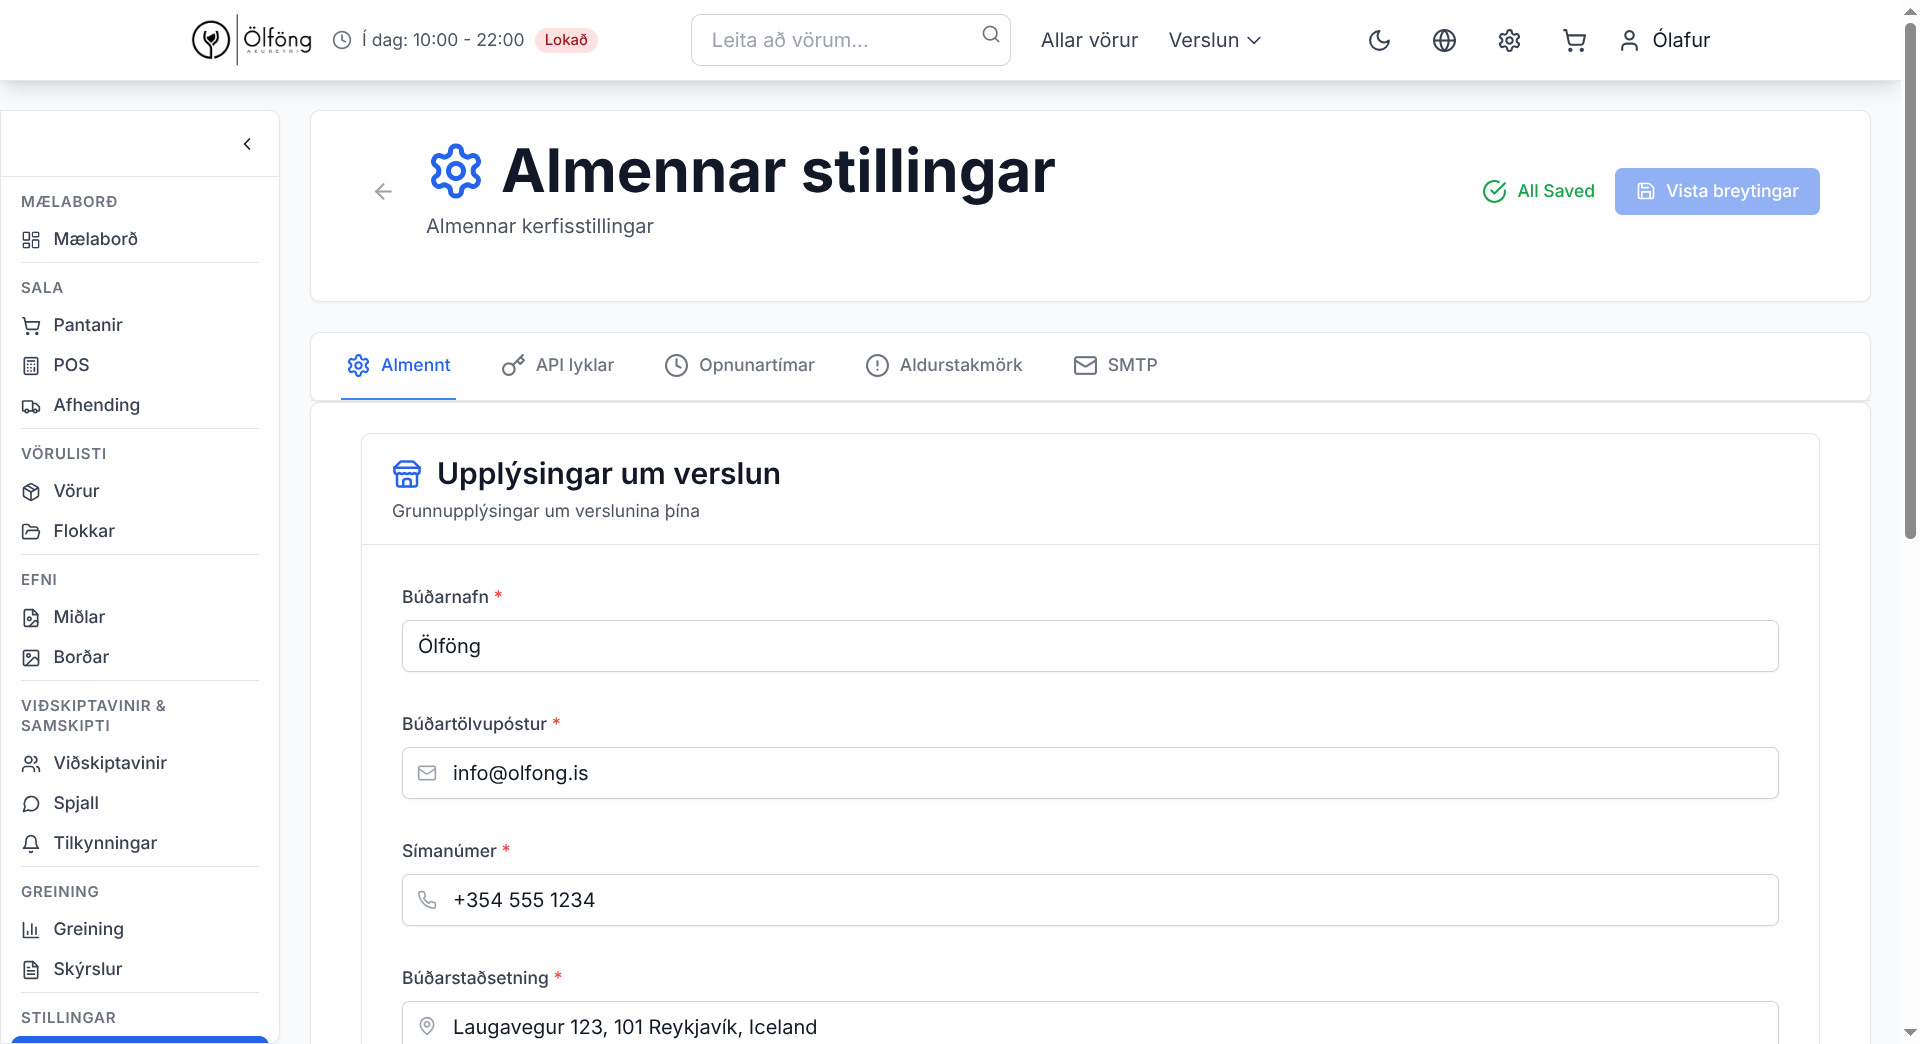 Ölföng
AKUREYRI
Í dag: 10:00 - 22:00
Lokað
Leita að vörum...
Allar vörur
Verslun
Ólafur
MÆLABORÐ
Mælaborð
SALA
Pantanir
POS
Afhending
VÖRULISTI
Vörur
Flokkar
EFNI
Miðlar
Borðar
VIÐSKIPTAVINIR &
SAMSKIPTI
Viðskiptavinir
Spjall
Tilkynningar
GREINING
Greining
Skýrslur
STILLINGAR
Almennar stillingar
Almennar kerfisstillingar
All Saved
Vista breytingar
Almennt
API lyklar
Opnunartímar
Aldurstakmörk
SMTP
Upplýsingar um verslun
Grunnupplýsingar um verslunina þína
Búðarnafn *
Ölföng
Búðartölvupóstur *
info@olfong.is
Símanúmer *
+354 555 1234
Búðarstaðsetning *
Laugavegur 123, 101 Reykjavík, Iceland